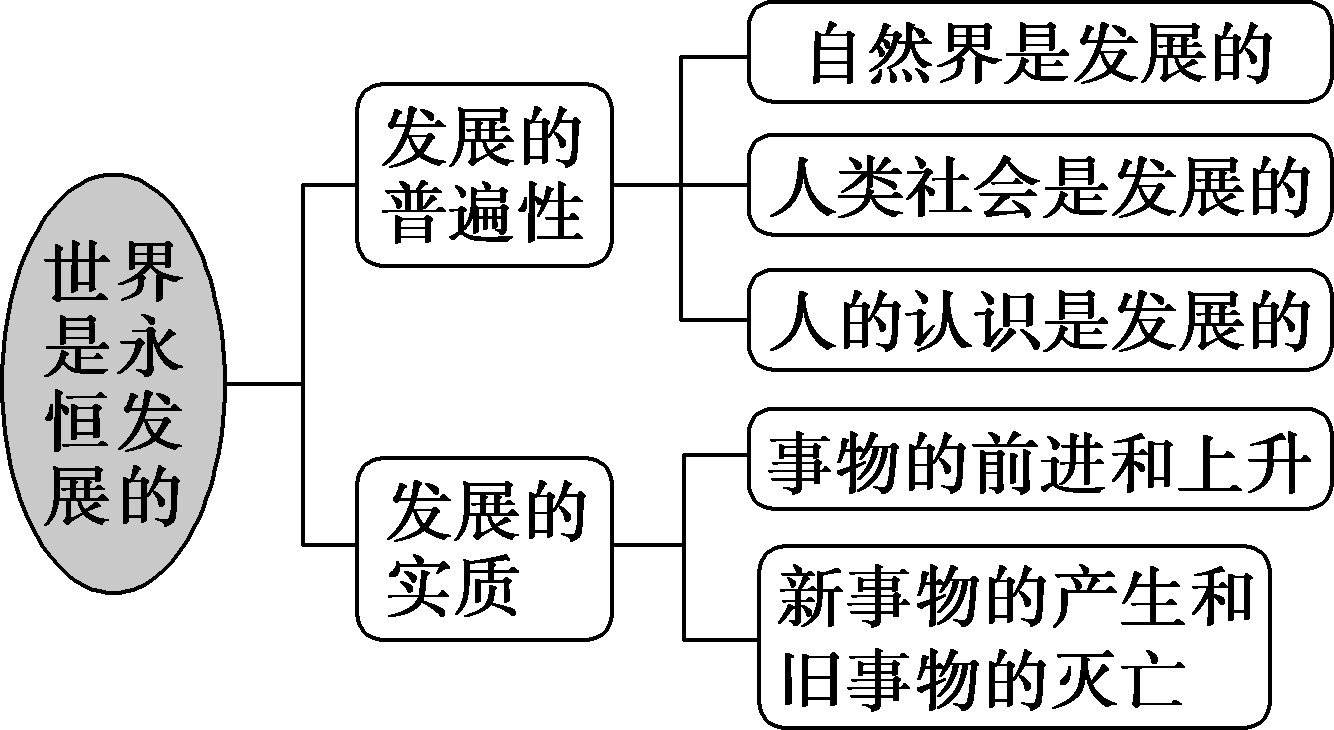 世界
是永
恒发
展的
发展的
普遍性
自然界是发展的
人类社会是发展的
人的认识是发展的
发展的
实质
事物的前进和上升
新事物的产生和
旧事物的灭亡